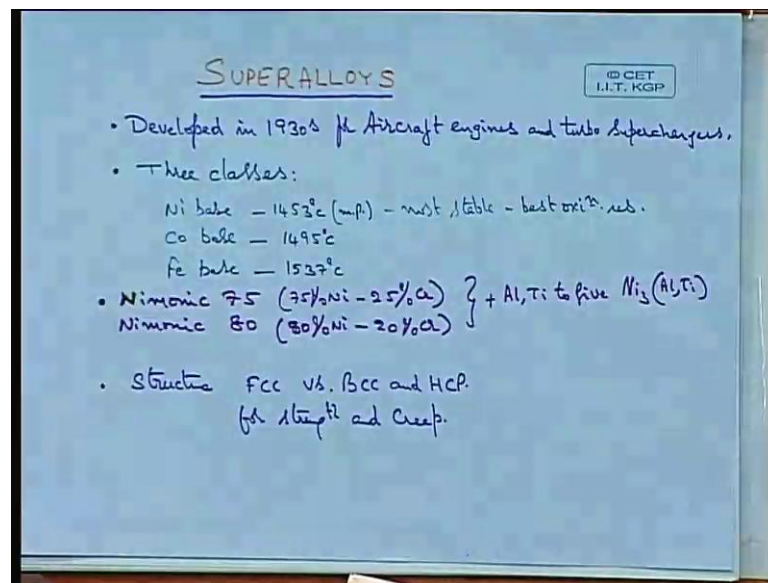 SUPERALLOYS
© CET
I.I.T. KGP
• Developed in 1930s for Aircraft engines and turbo superchargers.
• Three classes:
Ni base – 1453°c (m.p.) – most stable – best oxiⁿ. res.
Co base – 1495°c
Fe base – 1537°c
• Nimonic 75 (75%Ni – 25%Cr) } + Al, Ti to give Ni₃(Al,Ti)
Nimonic 80 (80%Ni – 20%Cr)
• Structure FCC vs. BCC and HCP.
for strength and Creep.